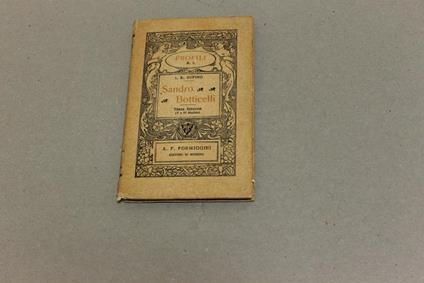 PROFILI
N. 1.
I. B. SUPINO
Sandro
Botticelli
A. F. FORMIGGINI
EDITORE IN MODENA